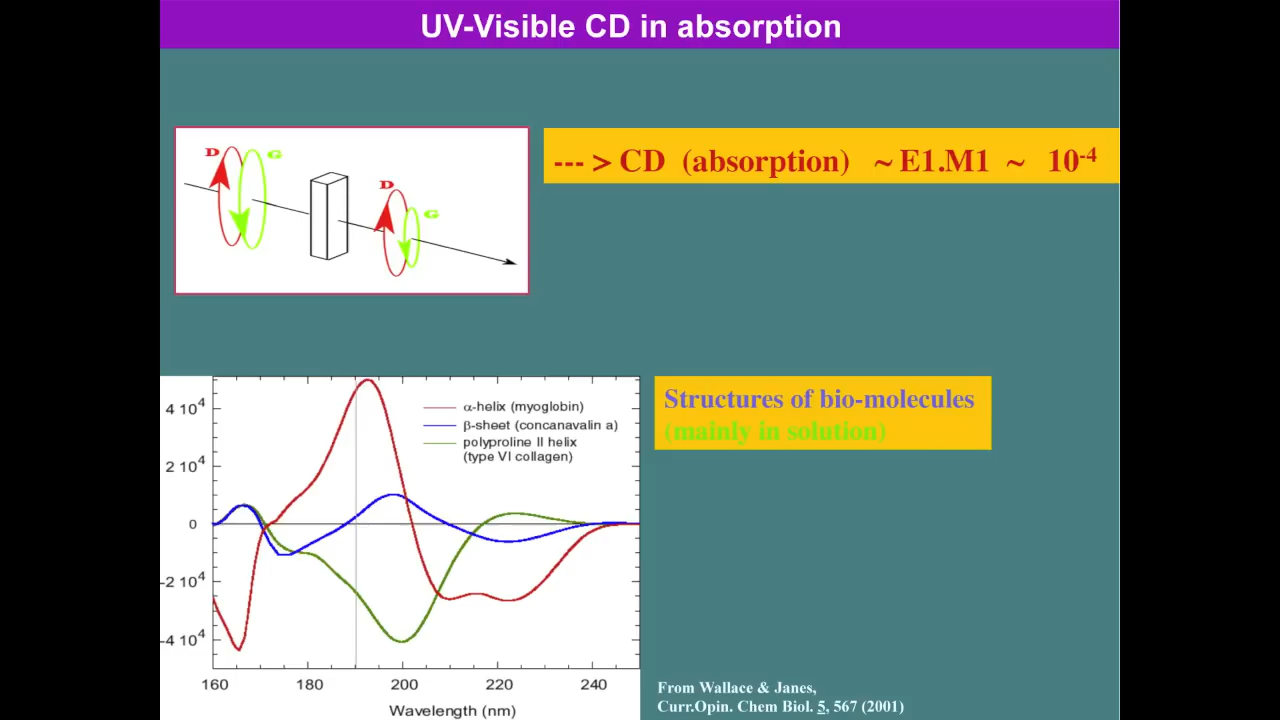 UV-Visible CD in absorption
D G
D G
--- > CD (absorption) ~ E1.M1 ~ 10-4
4 104
2 104
0
-2 104
-4 104
160 180 200 220 240
Wavelength (nm)
α-helix (myoglobin)
β-sheet (concanavalin a)
polyproline II helix
(type VI collagen)
Structures of bio-molecules
(mainly in solution)
From Wallace & Janes,
Curr.Opin. Chem Biol. 5, 567 (2001)